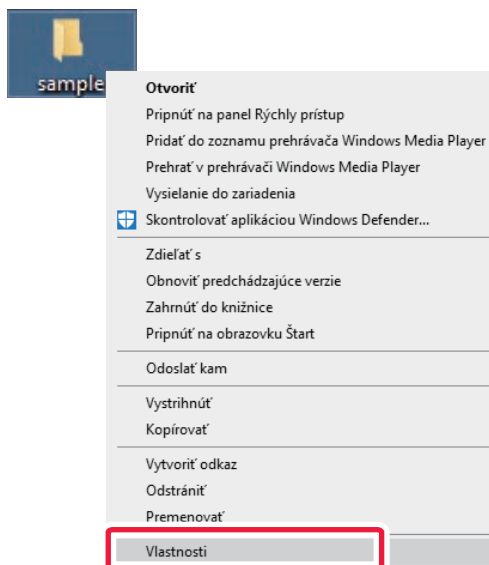 sample
Otvoriť
Pripnúť na panel Rýchly prístup
Pridať do zoznamu prehrávača Windows Media Player
Prehrať v prehrávači Windows Media Player
Vysielanie do zariadenia
Skontrolovať aplikáciou Windows Defender...
Zdieľať s
Obnoviť predchádzajúce verzie
Zahrnúť do knižnice
Pripnúť na obrazovku Štart
Odoslať kam
Vystrihnúť
Kopírovať
Vytvoriť odkaz
Odstrániť
Premenovať
Vlastnosti